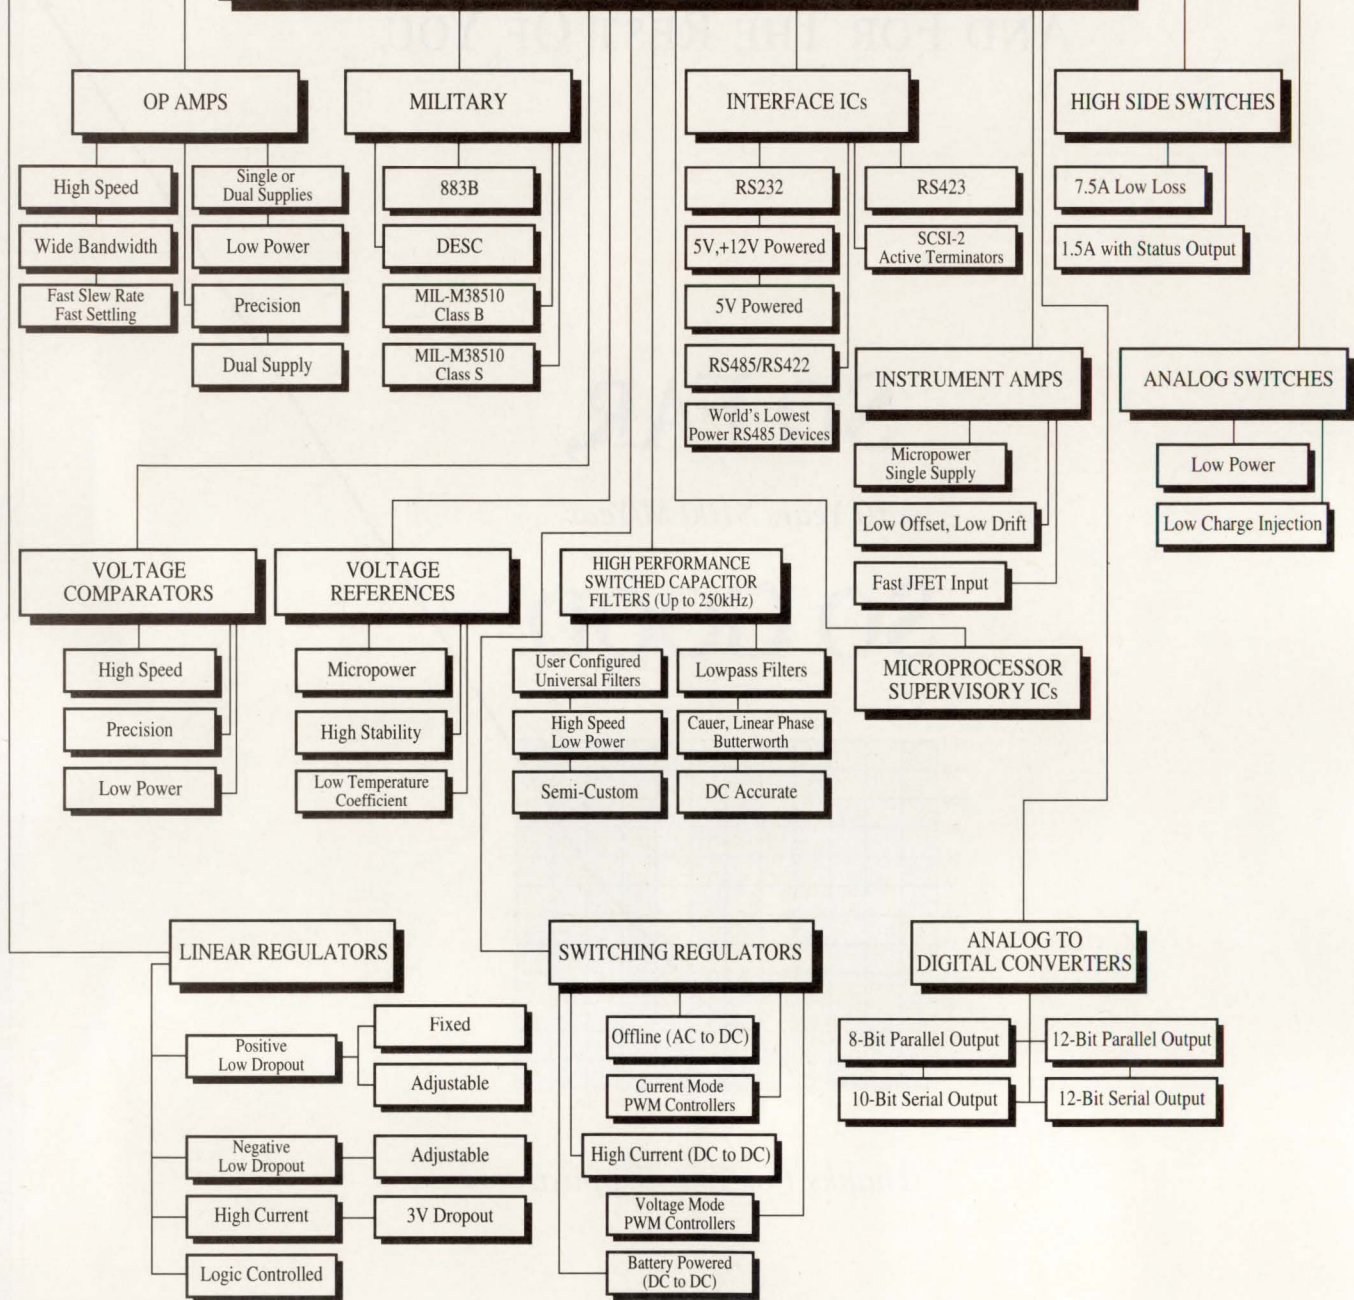 OP AMPS
High Speed
Wide Bandwidth
Fast Slew Rate
Fast Settling
Single or
Dual Supplies
Low Power
Precision
Dual Supply
MILITARY
883B
DESC
MIL-M38510
Class B
MIL-M38510
Class S
INTERFACE ICs
RS232
5V,+12V Powered
5V Powered
RS485/RS422
World's Lowest
Power RS485 Devices
RS423
SCSI-2
Active Terminators
HIGH SIDE SWITCHES
7.5A Low Loss
1.5A with Status Output
INSTRUMENT AMPS
Micropower
Single Supply
Low Offset, Low Drift
Fast JFET Input
ANALOG SWITCHES
Low Power
Low Charge Injection
VOLTAGE
COMPARATORS
High Speed
Precision
Low Power
VOLTAGE
REFERENCES
Micropower
High Stability
Low Temperature
Coefficient
HIGH PERFORMANCE
SWITCHED CAPACITOR
FILTERS (Up to 250kHz)
User Configured
Universal Filters
High Speed
Low Power
Semi-Custom
Lowpass Filters
Cauer, Linear Phase
Butterworth
DC Accurate
MICROPROCESSOR
SUPERVISORY ICs
LINEAR REGULATORS
Positive
Low Dropout
Fixed
Adjustable
Negative
Low Dropout
Adjustable
High Current
3V Dropout
Logic Controlled
SWITCHING REGULATORS
Offline (AC to DC)
Current Mode
PWM Controllers
High Current (DC to DC)
Voltage Mode
PWM Controllers
Battery Powered
(DC to DC)
ANALOG TO
DIGITAL CONVERTERS
8-Bit Parallel Output
12-Bit Parallel Output
10-Bit Serial Output
12-Bit Serial Output